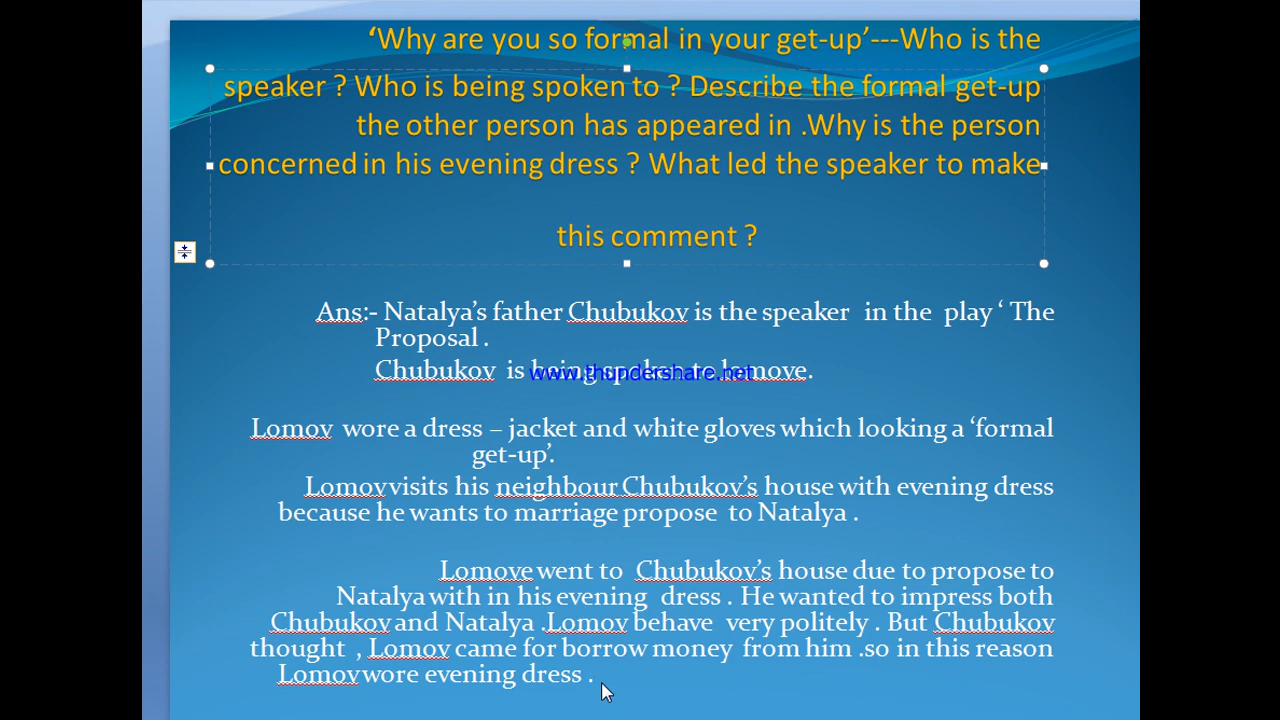 ‘Why are you so formal in your get-up’---Who is the
speaker ? Who is being spoken to ? Describe the formal get-up
the other person has appeared in .Why is the person
concerned in his evening dress ? What led the speaker to make
this comment ?
Ans:- Natalya’s father Chubukov is the speaker in the play ‘ The
Proposal .
Chubukov is being spoken to lomove.
www.thundershare.net
Lomov wore a dress – jacket and white gloves which looking a ‘formal
get-up’.
Lomov visits his neighbour Chubukov’s house with evening dress
because he wants to marriage propose to Natalya .
Lomove went to Chubukov’s house due to propose to
Natalya with in his evening dress . He wanted to impress both
Chubukov and Natalya .Lomov behave very politely . But Chubukov
thought , Lomov came for borrow money from him .so in this reason
Lomov wore evening dress .